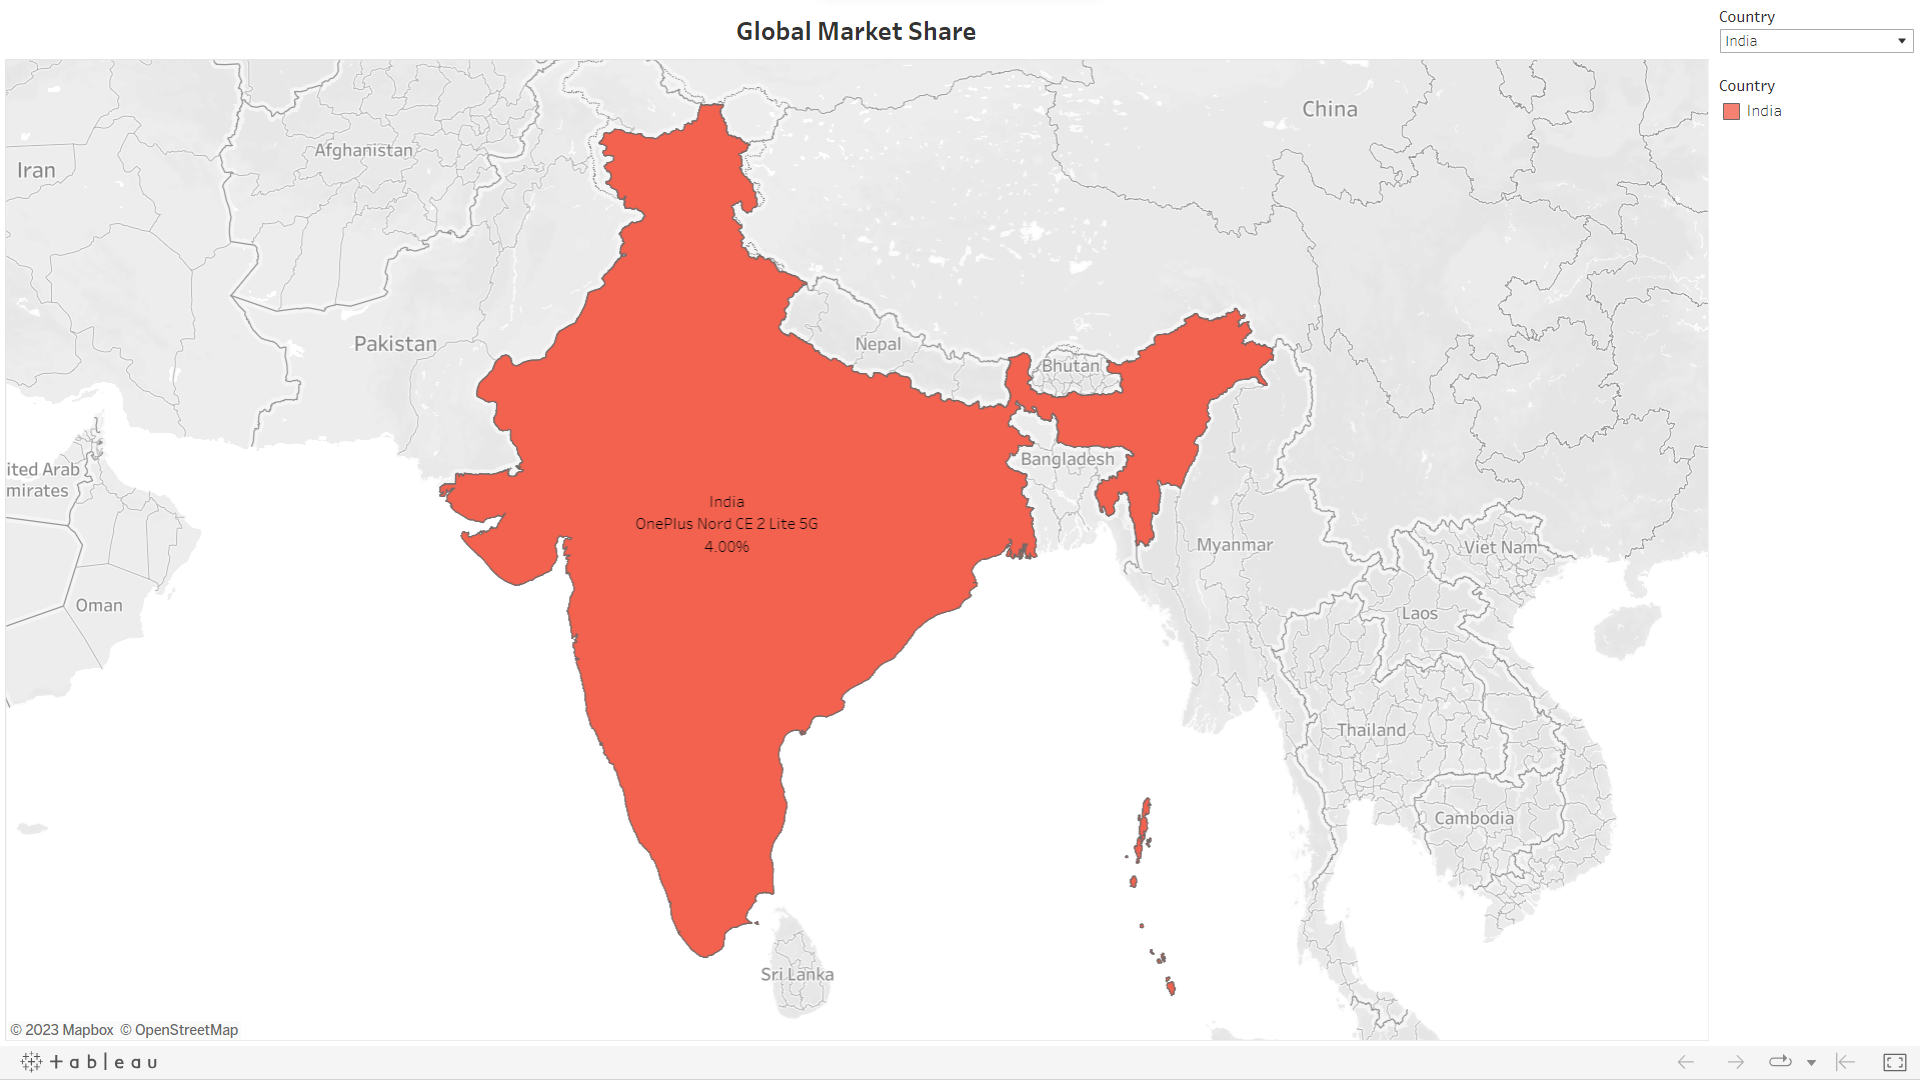 Global Market Share
Country
India
Country
India
China
Afghanistan
Iran
Pakistan
Nepal
Bhutan
Bangladesh
ited Arab
mirates
India
OnePlus Nord CE 2 Lite 5G
4.00%
Myanmar
Viet Nam
Oman
Laos
Thailand
Cambodia
Sri Lanka
© 2023 Mapbox © OpenStreetMap
+ a b l e a u